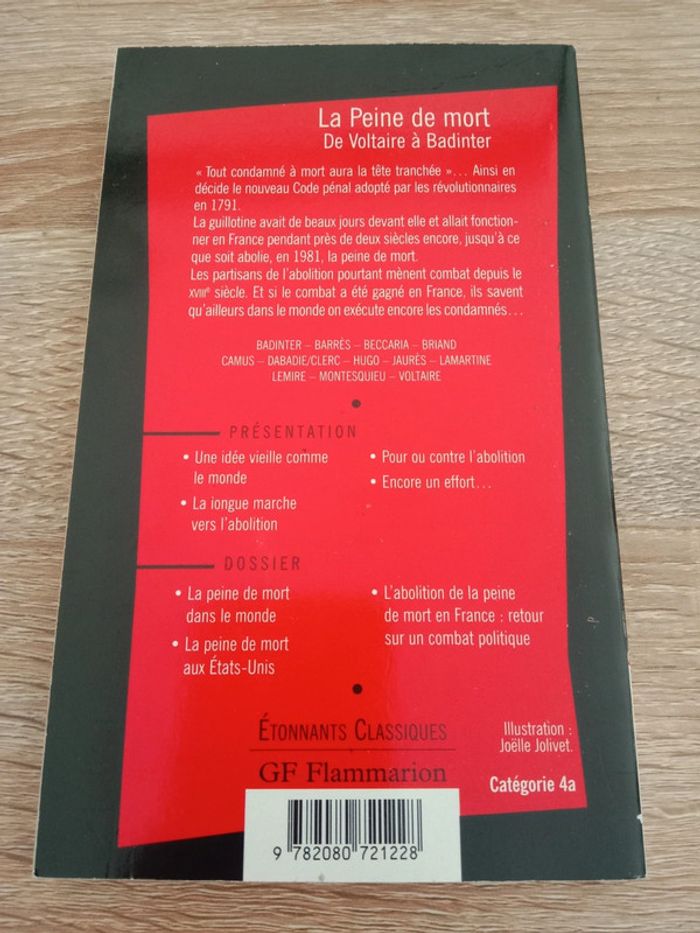 La Peine de mort
De Voltaire à Badinter
« Tout condamné à mort aura la tête tranchée »... Ainsi en
décide le nouveau Code pénal adopté par les révolutionnaires
en 1791.
La guillotine avait de beaux jours devant elle et allait fonction-
ner en France pendant près de deux siècles encore, jusqu'à ce
que soit abolie, en 1981, la peine de mort.
Les partisans de l'abolition pourtant mènent combat depuis le
XVIIIe siècle. Et si le combat a été gagné en France, ils savent
qu'ailleurs dans le monde on exécute encore les condamnés...
BADINTER – BARRÈS – BECCARIA – BRIAND
CAMUS – DABADIE/CLERC – HUGO – JAURÈS – LAMARTINE
LEMIRE – MONTESQUIEU – VOLTAIRE
PRÉSENTATION
• Une idée vieille comme
le monde
• La longue marche
vers l'abolition
• Pour ou contre l'abolition
• Encore un effort...
DOSSIER
• La peine de mort
dans le monde
• La peine de mort
aux États-Unis
• L'abolition de la peine
de mort en France : retour
sur un combat politique
ÉTONNANTS CLASSIQUES
GF Flammarion
Illustration :
Joëlle Jolivet.
Catégorie 4a
9 782080 721228